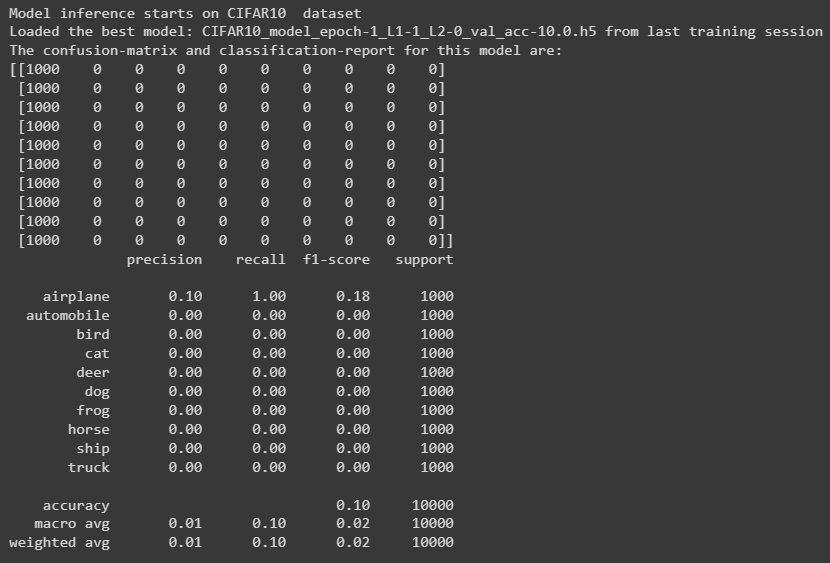 Model inference starts on CIFAR10  dataset
Loaded the best model: CIFAR10_model_epoch-1_L1-1_L2-0_val_acc-10.0.h5 from last training session
The confusion-matrix and classification-report for this model are:
[[1000    0    0    0    0    0    0    0    0    0]
 [1000    0    0    0    0    0    0    0    0    0]
 [1000    0    0    0    0    0    0    0    0    0]
 [1000    0    0    0    0    0    0    0    0    0]
 [1000    0    0    0    0    0    0    0    0    0]
 [1000    0    0    0    0    0    0    0    0    0]
 [1000    0    0    0    0    0    0    0    0    0]
 [1000    0    0    0    0    0    0    0    0    0]
 [1000    0    0    0    0    0    0    0    0    0]
 [1000    0    0    0    0    0    0    0    0    0]]
              precision    recall  f1-score   support
    airplane       0.10      1.00      0.18      1000
  automobile       0.00      0.00      0.00      1000
        bird       0.00      0.00      0.00      1000
         cat       0.00      0.00      0.00      1000
        deer       0.00      0.00      0.00      1000
         dog       0.00      0.00      0.00      1000
        frog       0.00      0.00      0.00      1000
       horse       0.00      0.00      0.00      1000
        ship       0.00      0.00      0.00      1000
       truck       0.00      0.00      0.00      1000
    accuracy                           0.10     10000
   macro avg       0.01      0.10      0.02     10000
weighted avg       0.01      0.10      0.02     10000